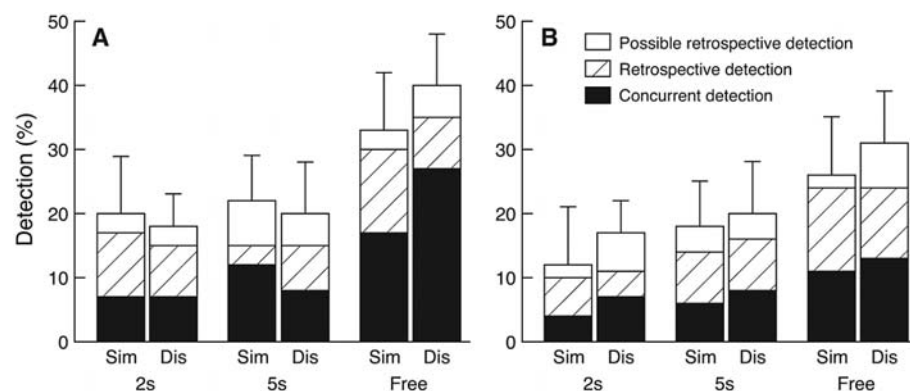 A
B
50
40
30
20
10
0
Detection (%)
Sim Dis Sim Dis Sim Dis
2s 5s Free
50
40
30
20
10
0
Possible retrospective detection
Retrospective detection
Concurrent detection
Sim Dis Sim Dis Sim Dis
2s 5s Free